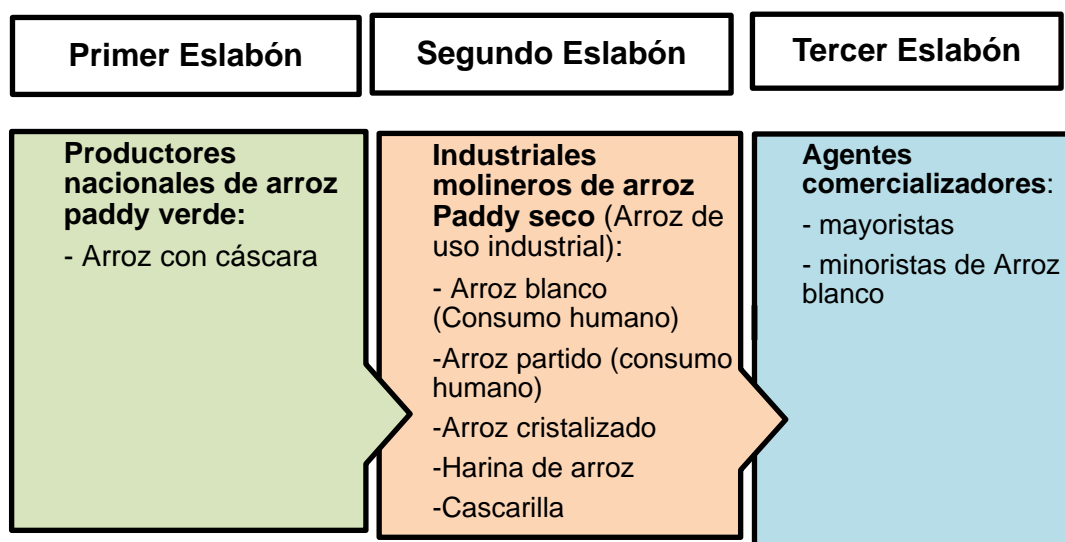 Primer Eslabón
Segundo Eslabón
Tercer Eslabón
Productores
nacionales de arroz
paddy verde:
- Arroz con cáscara
Industriales
molineros de arroz
Paddy seco (Arroz de
uso industrial):
- Arroz blanco
(Consumo humano)
-Arroz partido (consumo
humano)
-Arroz cristalizado
-Harina de arroz
-Cascarilla
Agentes
comercializadores:
- mayoristas
- minoristas de Arroz
blanco